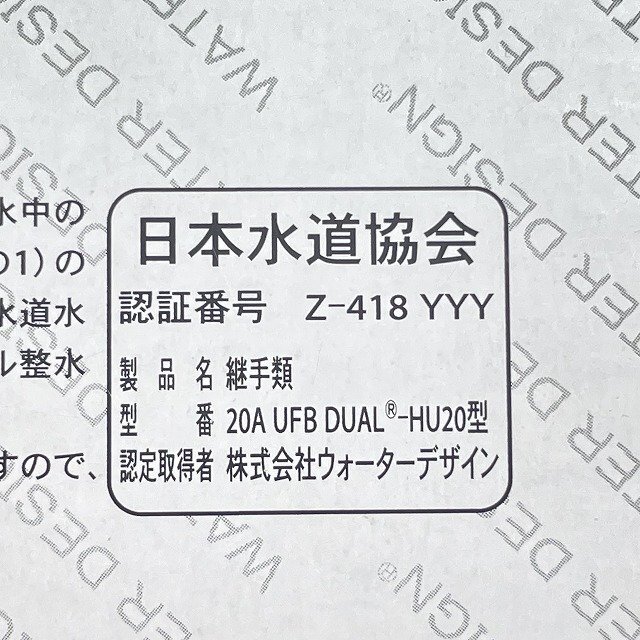 WATER DESIGN®
水中の
01)の
水道水
ル整水
すので、
日本水道協会
認証番号 Z-418 YYY
製品名 継手類
型番 20A UFB DUAL®-HU20型
認定取得者 株式会社ウォーターデザイン
WATER DESIGN®